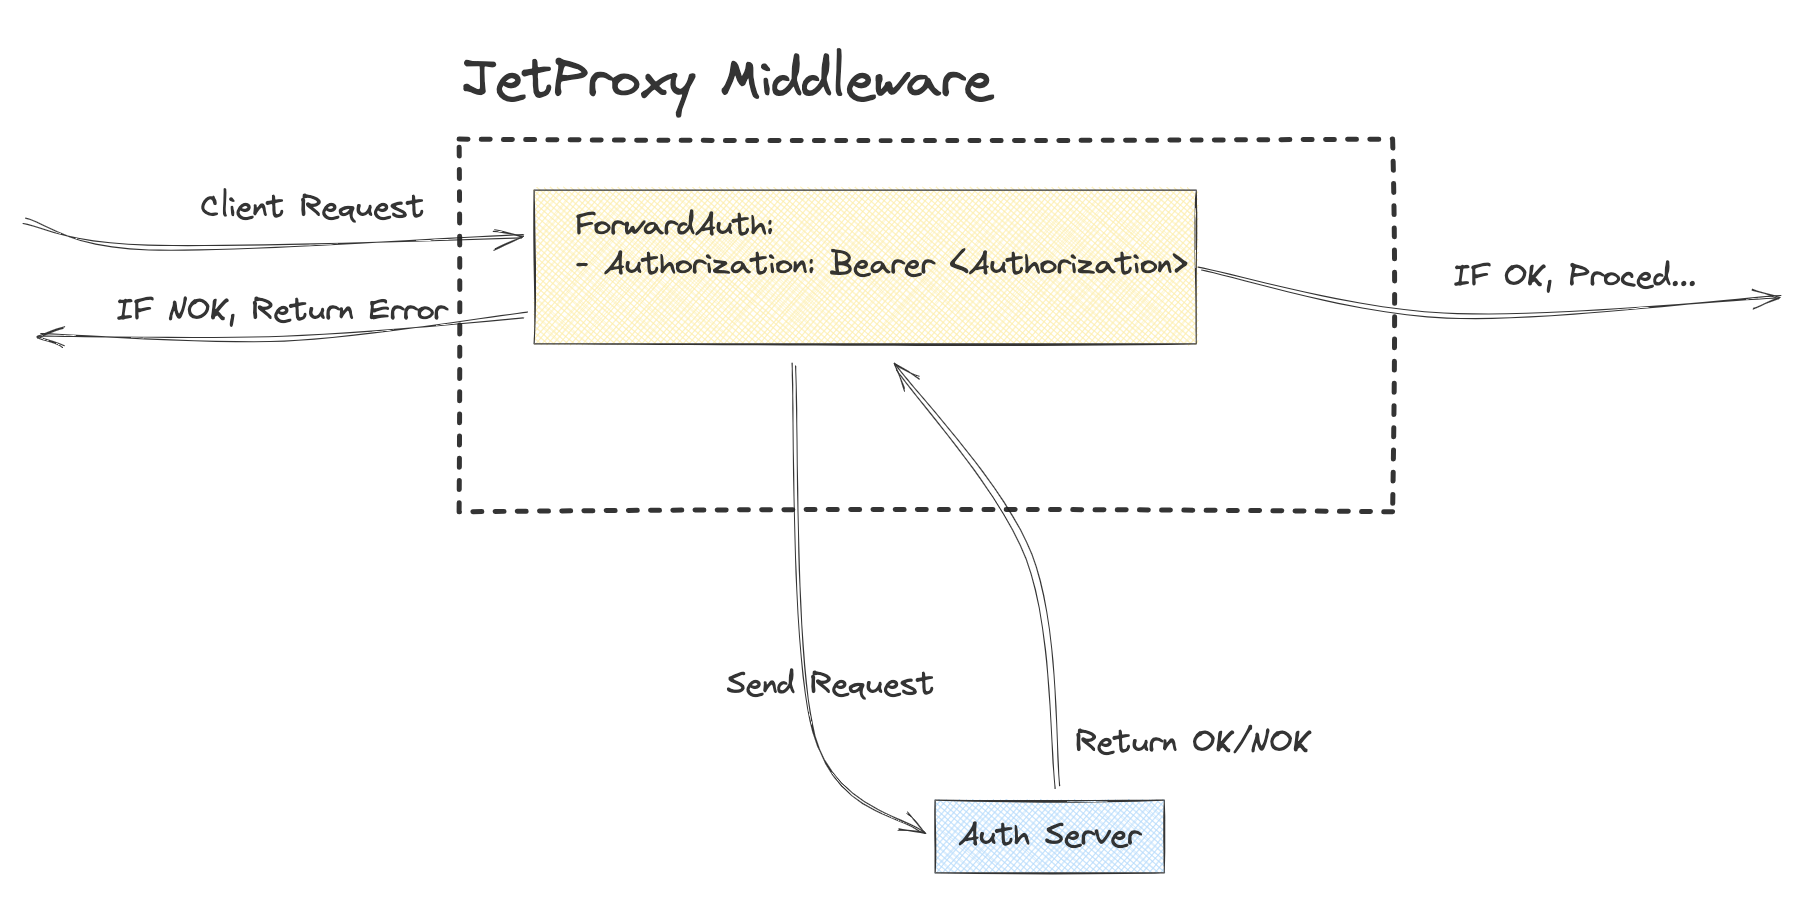 JetProxy Middleware
Client Request
ForwardAuth:
- Authorization: Bearer <Authorization>
IF OK, Proced...
IF NOK, Return Error
Send Request
Return OK/NOK
Auth Server